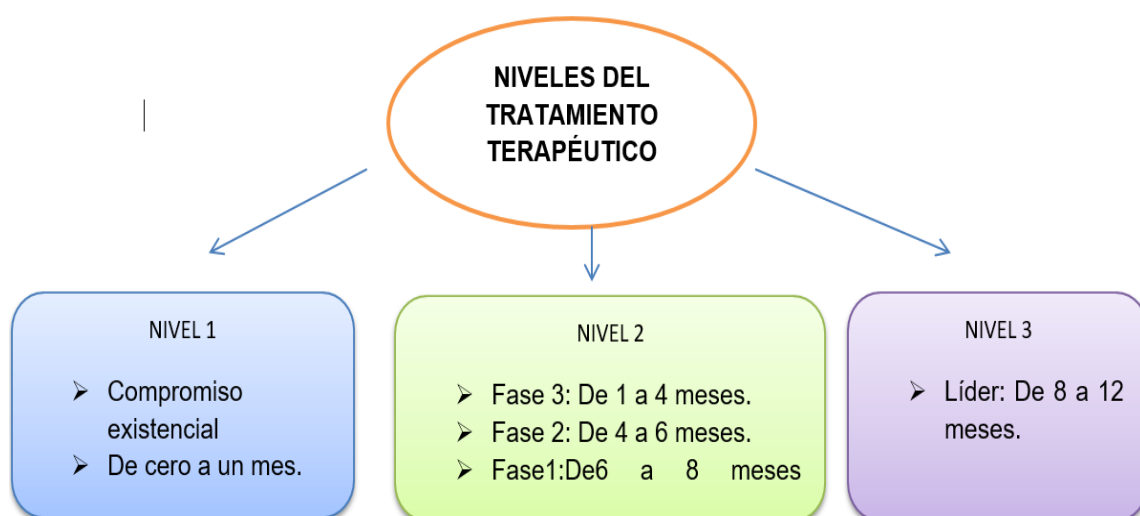 NIVELES DEL
TRATAMIENTO
TERAPÉUTICO
NIVEL 1
➢ Compromiso
existencial
➢ De cero a un mes.
NIVEL 2
➢ Fase 3: De 1 a 4 meses.
➢ Fase 2: De 4 a 6 meses.
➢ Fase1:De6 a 8 meses
NIVEL 3
➢ Líder: De 8 a 12
meses.